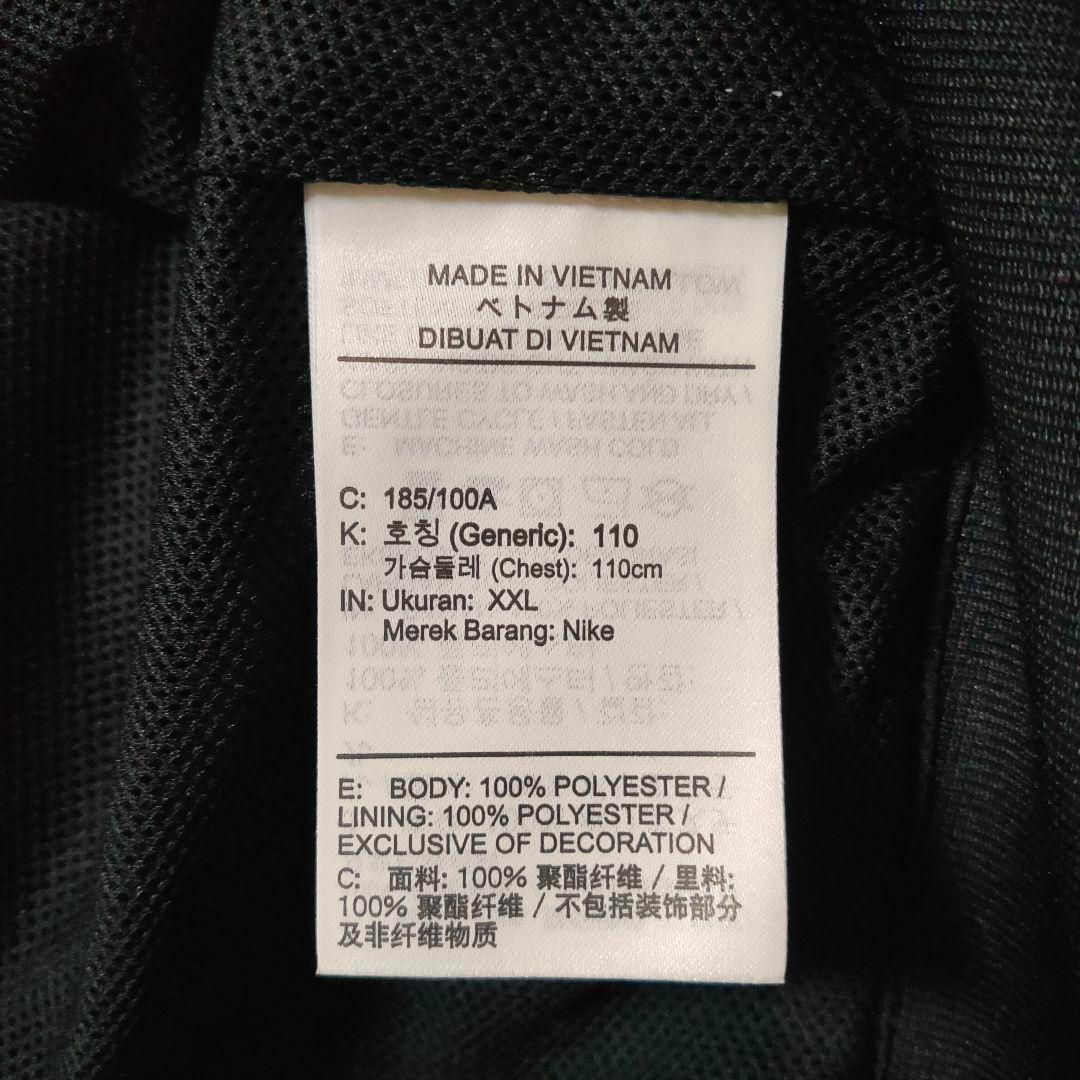 MADE IN VIETNAM
ベトナム製
DIBUAT DI VIETNAM
C: 185/100A
K: 호칭 (Generic): 110
가슴둘레 (Chest): 110cm
IN: Ukuran: XXL
Merek Barang: Nike
E: BODY: 100% POLYESTER /
LINING: 100% POLYESTER /
EXCLUSIVE OF DECORATION
C: 面料: 100% 聚酯纤维 / 里料:
100% 聚酯纤维 / 不包括装饰部分
及非纤维物质